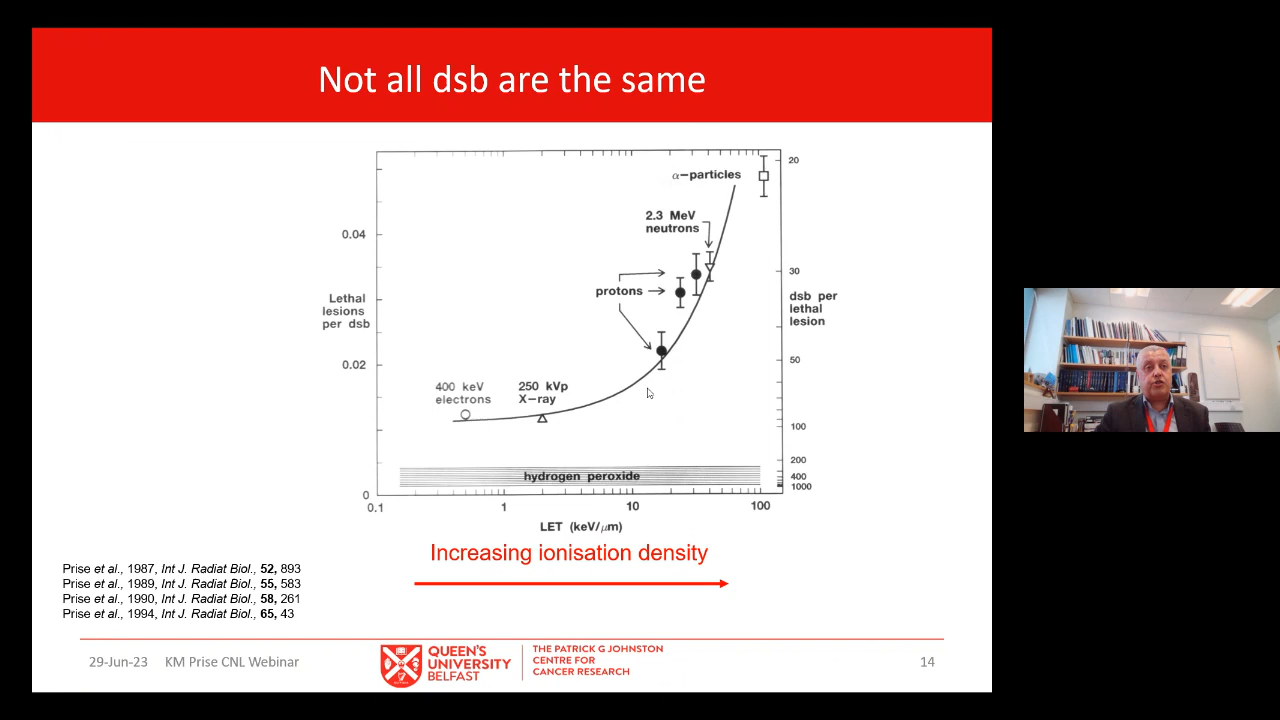 Not all dsb are the same
α-particles
20
2.3 MeV
neutrons
0.04
30
protons
Lethal
lesions
per dsb
dsb per
lethal
lesion
50
0.02
400 keV
electrons
250 kVp
X-ray
100
200
400
1000
hydrogen peroxide
0
0.1
1
10
100
LET (keV/μm)
Increasing ionisation density
Prise et al., 1987, Int J. Radiat Biol., 52, 893
Prise et al., 1989, Int J. Radiat Biol., 55, 583
Prise et al., 1990, Int J. Radiat Biol., 58, 261
Prise et al., 1994, Int J. Radiat Biol., 65, 43
29-Jun-23
KM Prise CNL Webinar
QUEEN'S
UNIVERSITY
BELFAST
THE PATRICK G JOHNSTON
CENTRE FOR
CANCER RESEARCH
14